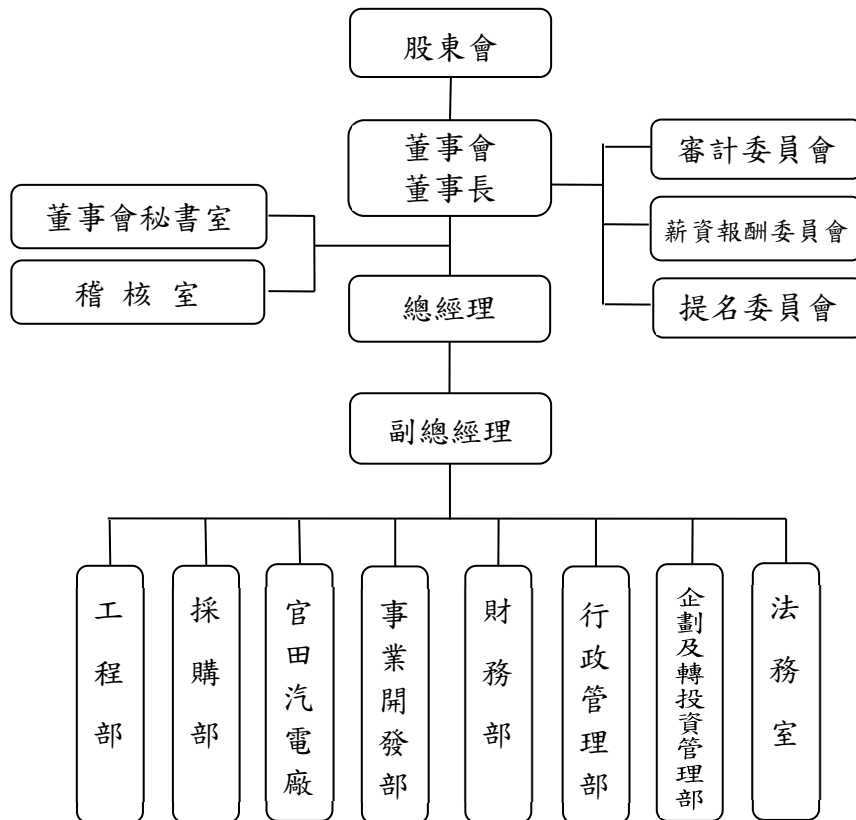 股東會
董事會
董事長
審計委員會
董事會秘書室
薪資報酬委員會
稽核室
總經理
提名委員會
副總經理
工程部
採購部
官田汽電廠
事業開發部
財務部
行政管理部
企劃及轉投資管理部
法務室